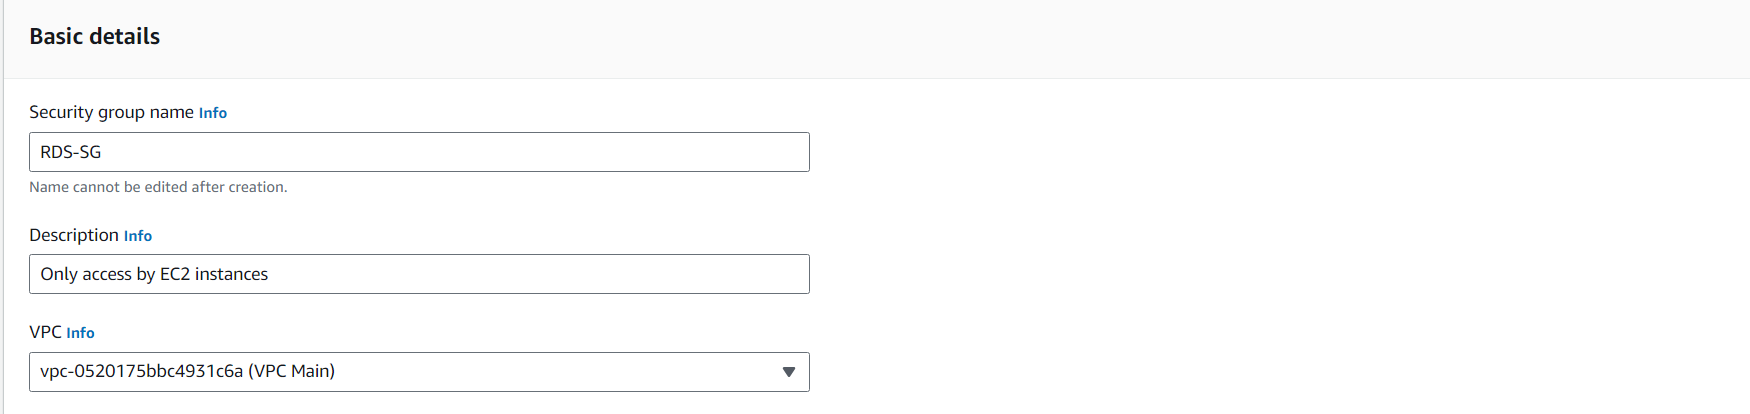 Basic details
Security group name Info
RDS-SG
Name cannot be edited after creation.
Description Info
Only access by EC2 instances
VPC Info
vpc-0520175bbc4931c6a (VPC Main)